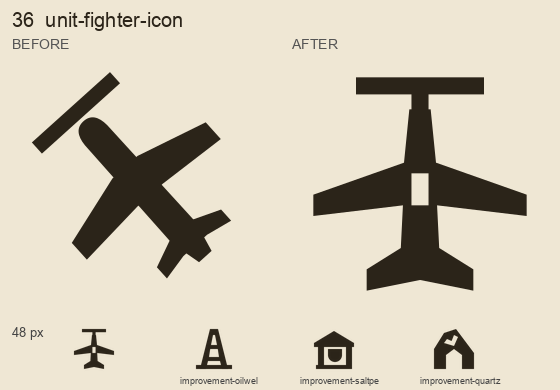 36 unit-fighter-icon
BEFORE
AFTER
48 px
improvement-oilwel
improvement-saltpe
improvement-quartz